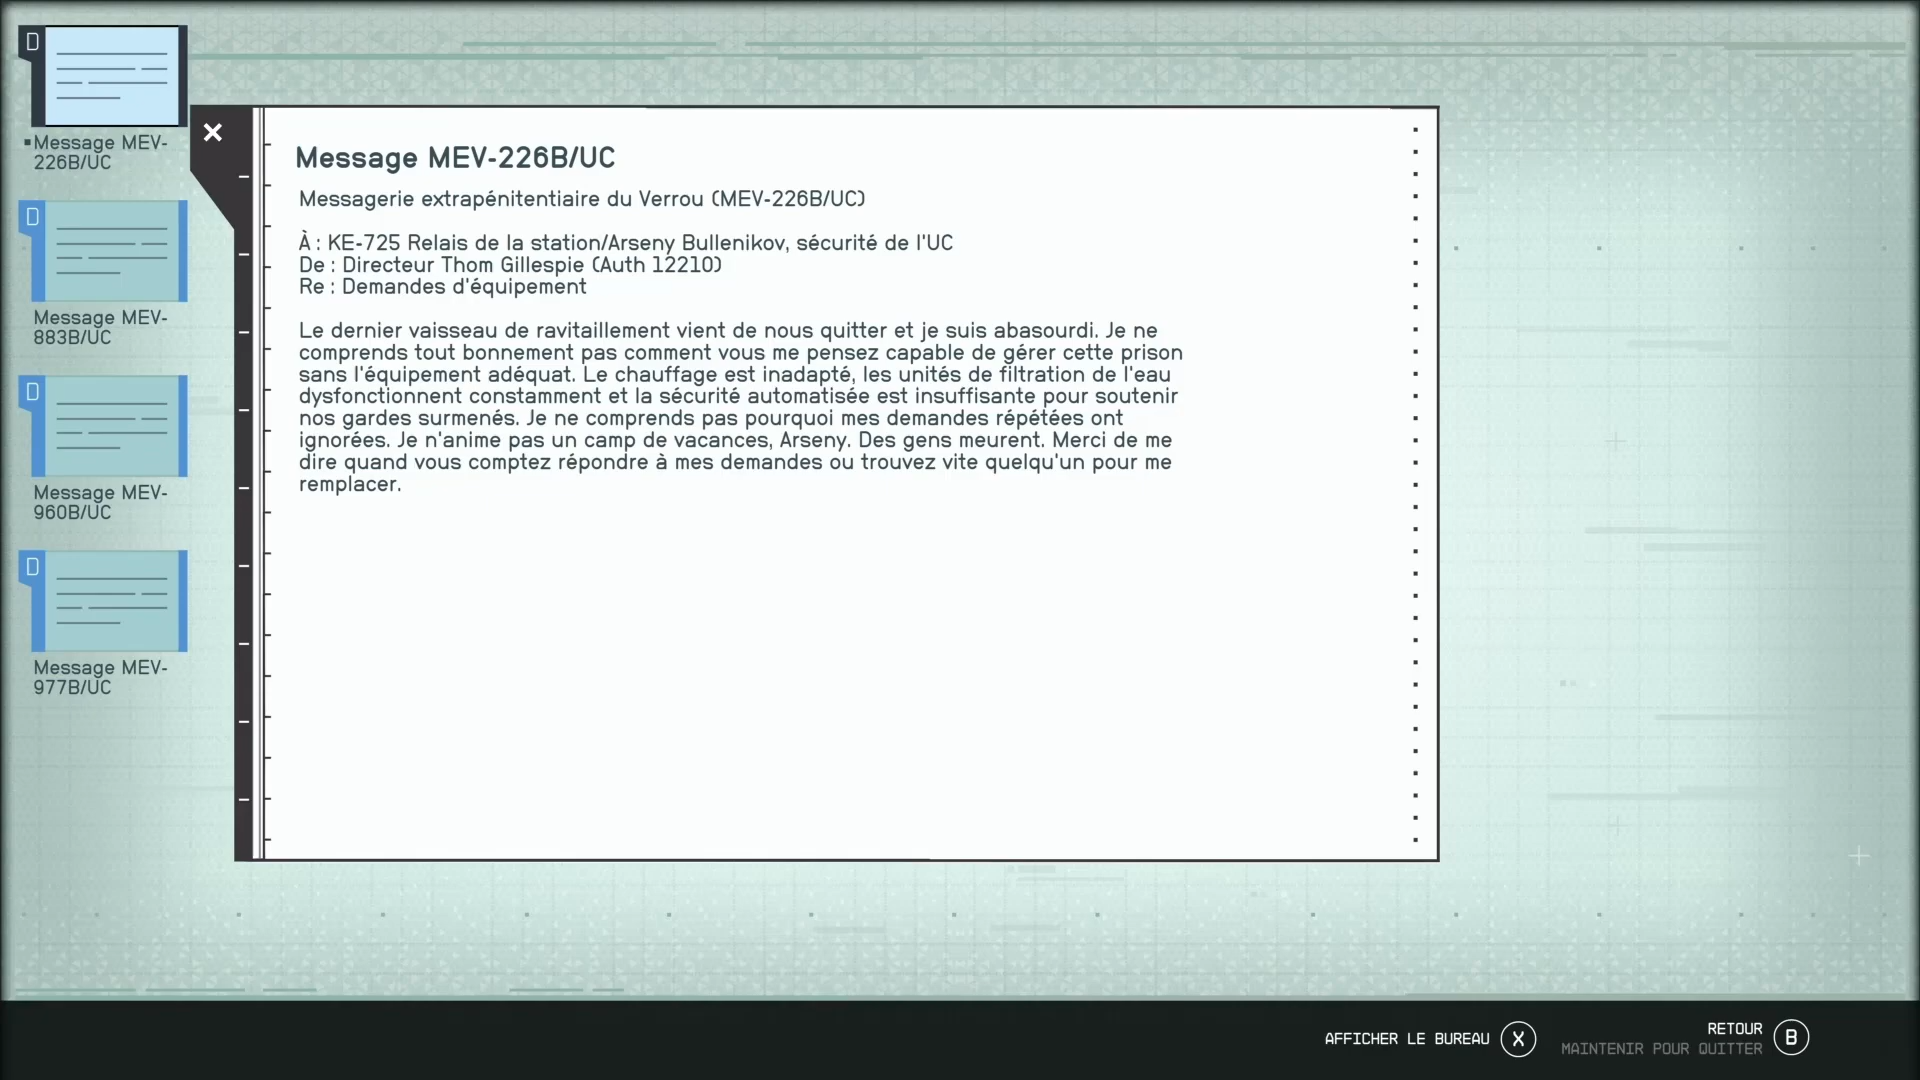 D
Message MEV-
226B/UC
D
Message MEV-
883B/UC
D
Message MEV-
960B/UC
D
Message MEV-
977B/UC
Message MEV-226B/UC
Messagerie extrapénitentiaire du Verrou (MEV-226B/UC)
À : KE-725 Relais de la station/Arseny Bullenikov, sécurité de l'UC
De : Directeur Thom Gillespie (Auth 12210)
Re : Demandes d'équipement
Le dernier vaisseau de ravitaillement vient de nous quitter et je suis abasourdi. Je ne
comprends tout bonnement pas comment vous me pensez capable de gérer cette prison
sans l'équipement adéquat. Le chauffage est inadapté, les unités de filtration de l'eau
dysfonctionnent constamment et la sécurité automatisée est insuffisante pour soutenir
nos gardes surmenés. Je ne comprends pas pourquoi mes demandes répétées ont
ignorées. Je n'anime pas un camp de vacances, Arseny. Des gens meurent. Merci de me
dire quand vous comptez répondre à mes demandes ou trouvez vite quelqu'un pour me
remplacer.
AFFICHER LE BUREAU X
RETOUR B
MAINTENIR POUR QUITTER